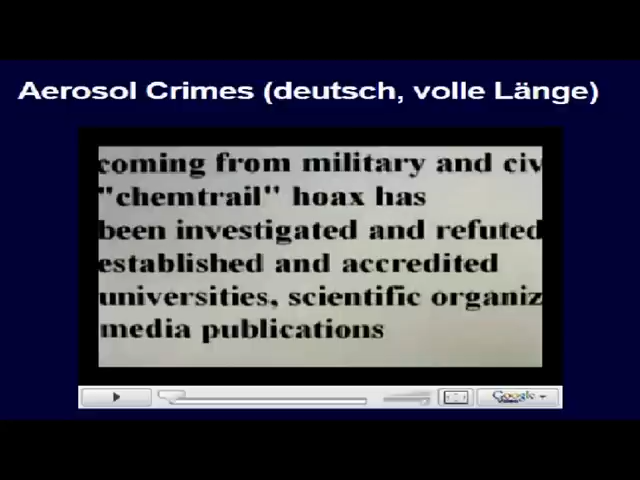 Aerosol Crimes (deutsch, volle Länge)
coming from military and civ
"chemtrail" hoax has
been investigated and refuted
established and accredited
universities, scientific organiz
media publications
Google